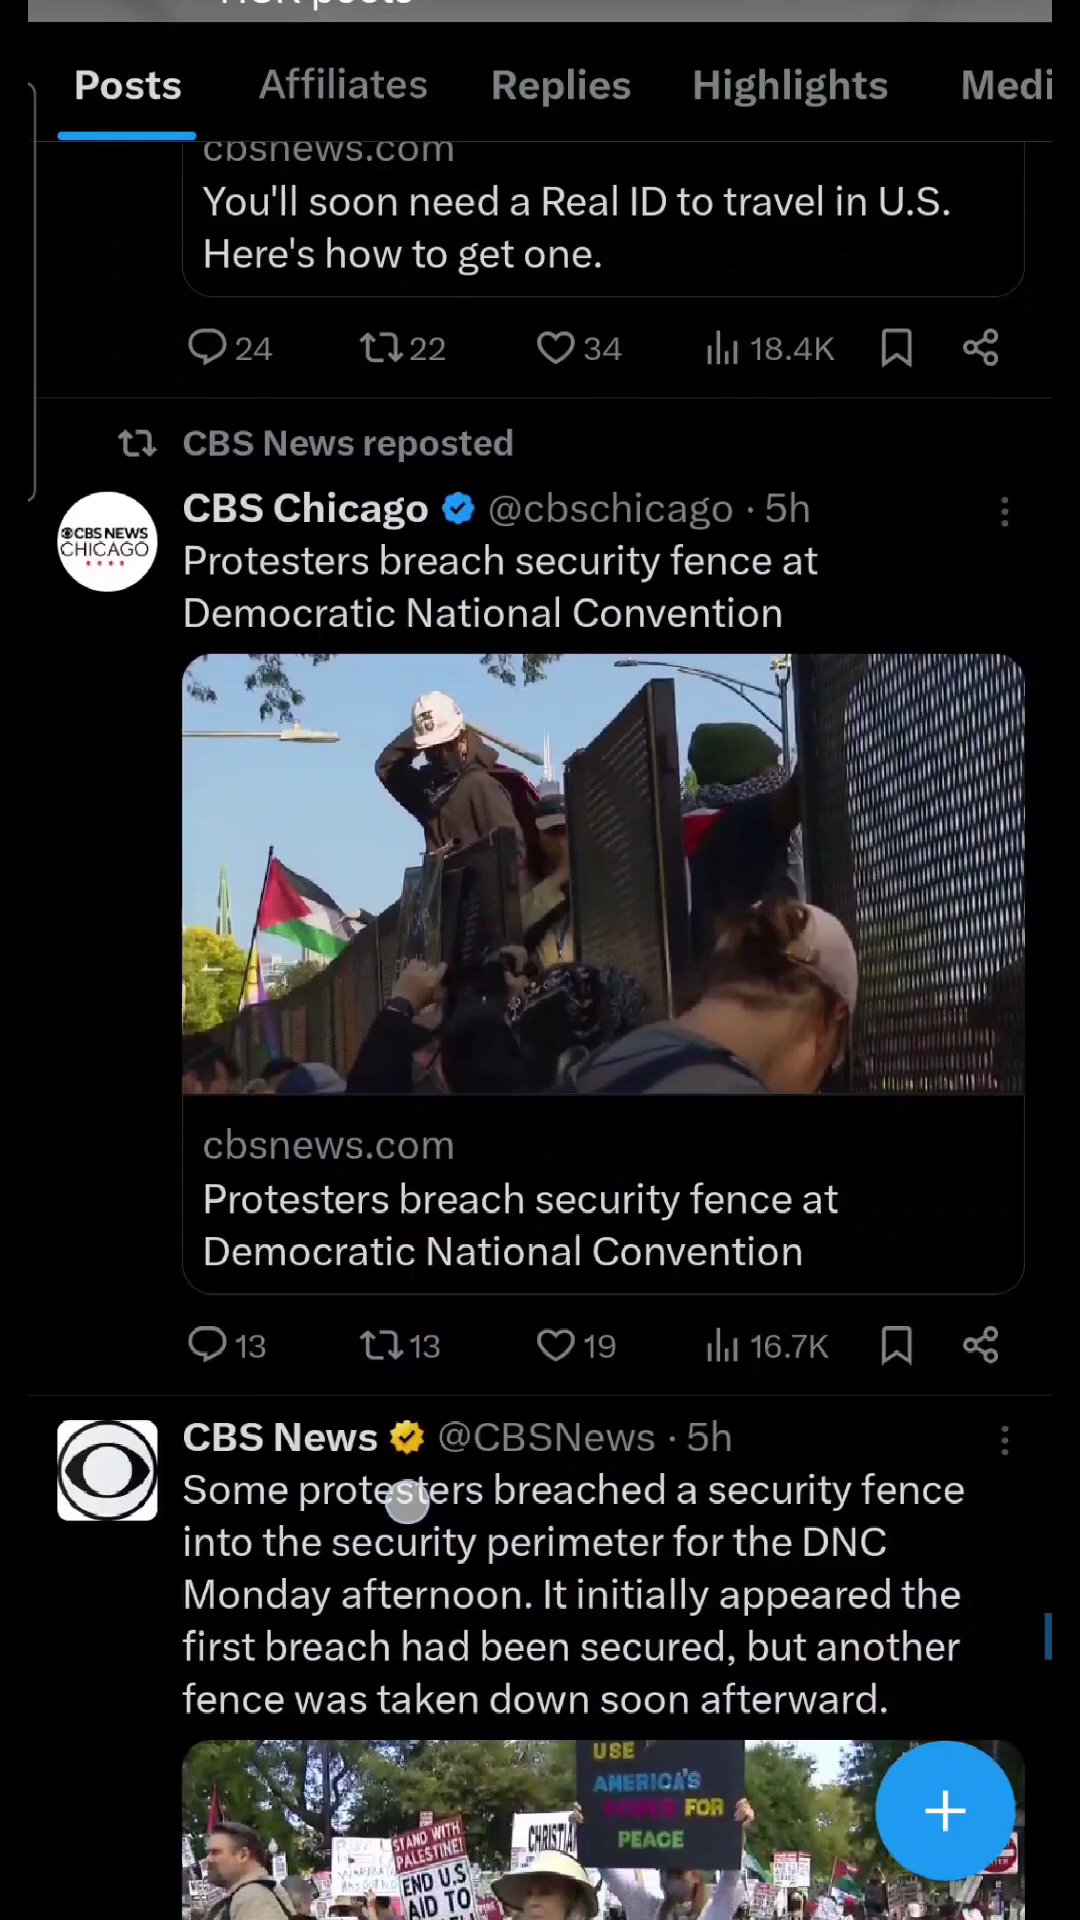 Posts Affiliates Replies Highlights Medi
cbsnews.com
You'll soon need a Real ID to travel in U.S.
Here's how to get one.
24 22 34 18.4K
CBS News reposted
CBS Chicago @cbschicago · 5h
CBS NEWS
CHICAGO
Protesters breach security fence at
Democratic National Convention
cbsnews.com
Protesters breach security fence at
Democratic National Convention
13 13 19 16.7K
CBS News @CBSNews · 5h
Some protesters breached a security fence
into the security perimeter for the DNC
Monday afternoon. It initially appeared the
first breach had been secured, but another
fence was taken down soon afterward.
USE
AMERICA'S
POWER FOR
PEACE
STAND WITH
PALESTINE!
END U.S.
AID TO